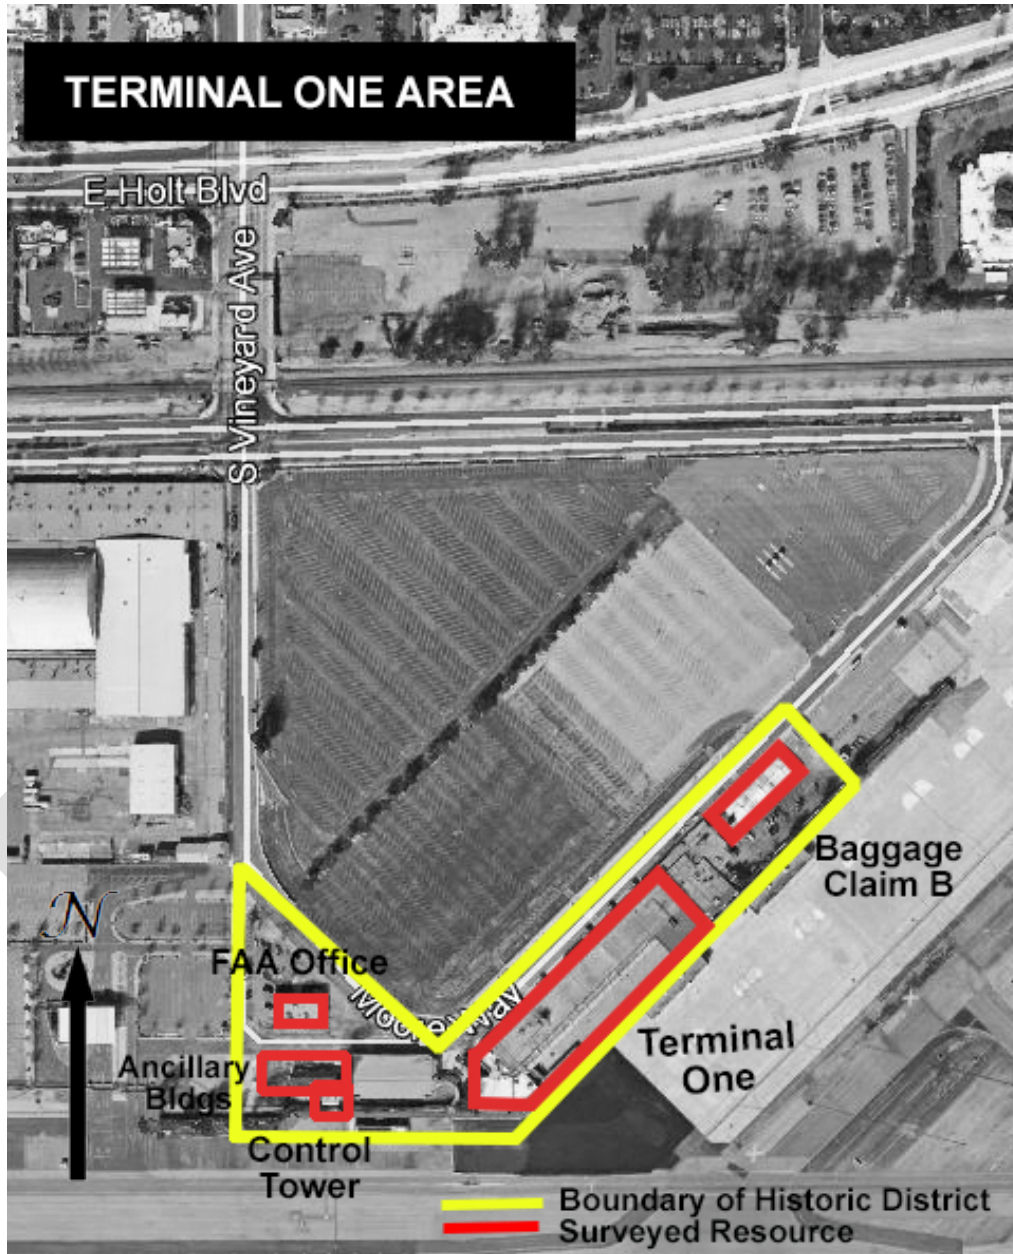 TERMINAL ONE AREA
E Holt Blvd
S Vineyard Ave
Baggage
Claim B
N
FAA Office
Moore Way
Terminal
One
Ancillary
Bldgs
Control
Tower
Boundary of Historic District
Surveyed Resource